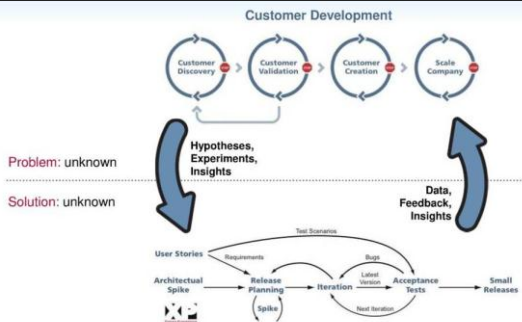 Customer Development
Customer
Discovery
Customer
Validation
Customer
Creation
Scale
Company
Hypotheses,
Experiments,
Insights
Problem: unknown
Solution: unknown
Data,
Feedback,
Insights
Test Scenarios
User Stories
Requirements
Bugs
Architectual
Spike
Release
Planning
Iteration
Latest
Version
Acceptance
Tests
Small
Releases
Spike
Next Iteration